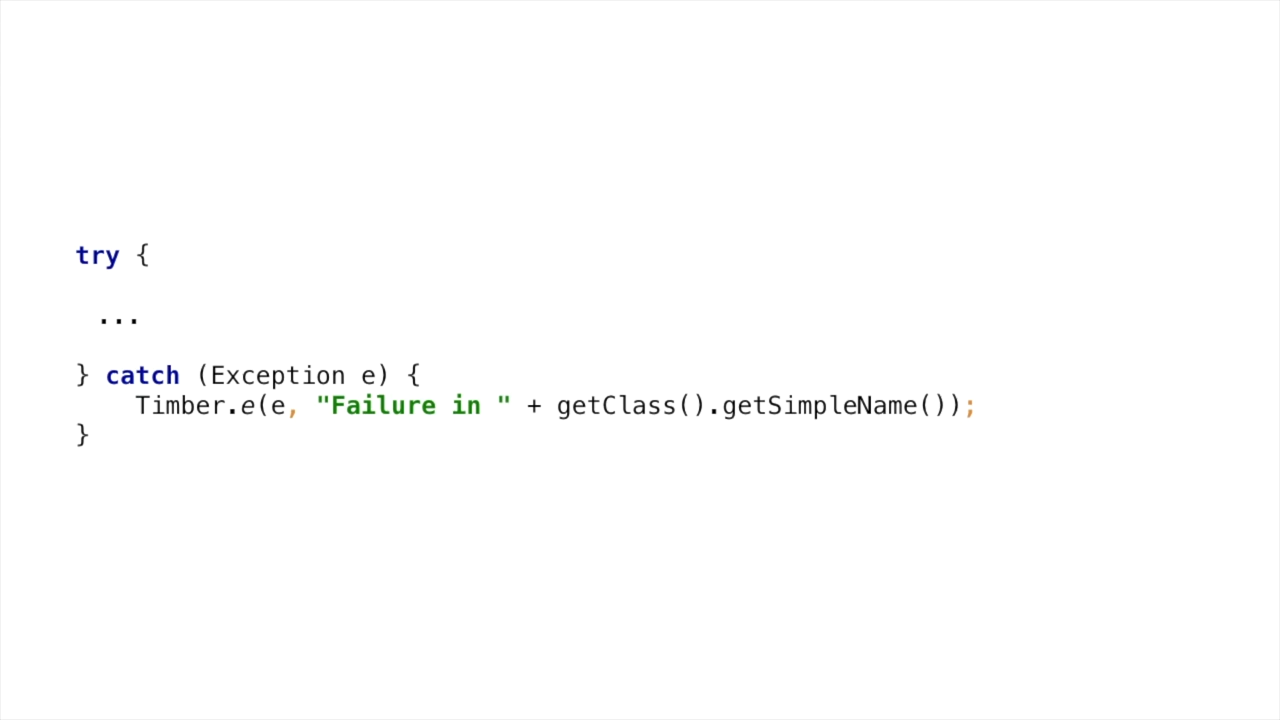 try {
...
} catch (Exception e) {
Timber.e(e, "Failure in " + getClass().getSimpleName());
}